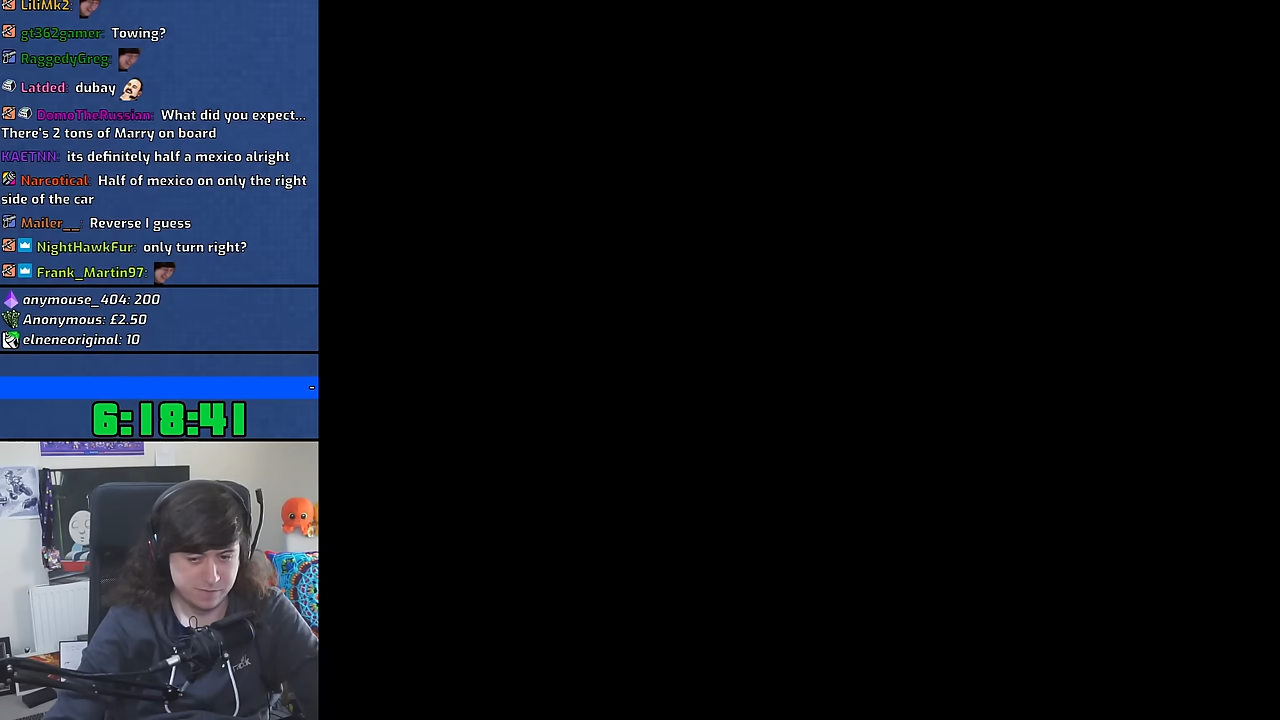 LiliMk2:
gt362gamer: Towing?
RaggedyGreg:
Latded: dubay
DomoTheRussian: What did you expect...
There's 2 tons of Marry on board
KAETNN: its definitely half a mexico alright
Narcotical: Half of mexico on only the right
side of the car
Mailer__: Reverse I guess
NightHawkFur: only turn right?
Frank_Martin97:
anymouse_404: 200
Anonymous: £2.50
elneneoriginal: 10
-
6:18:41